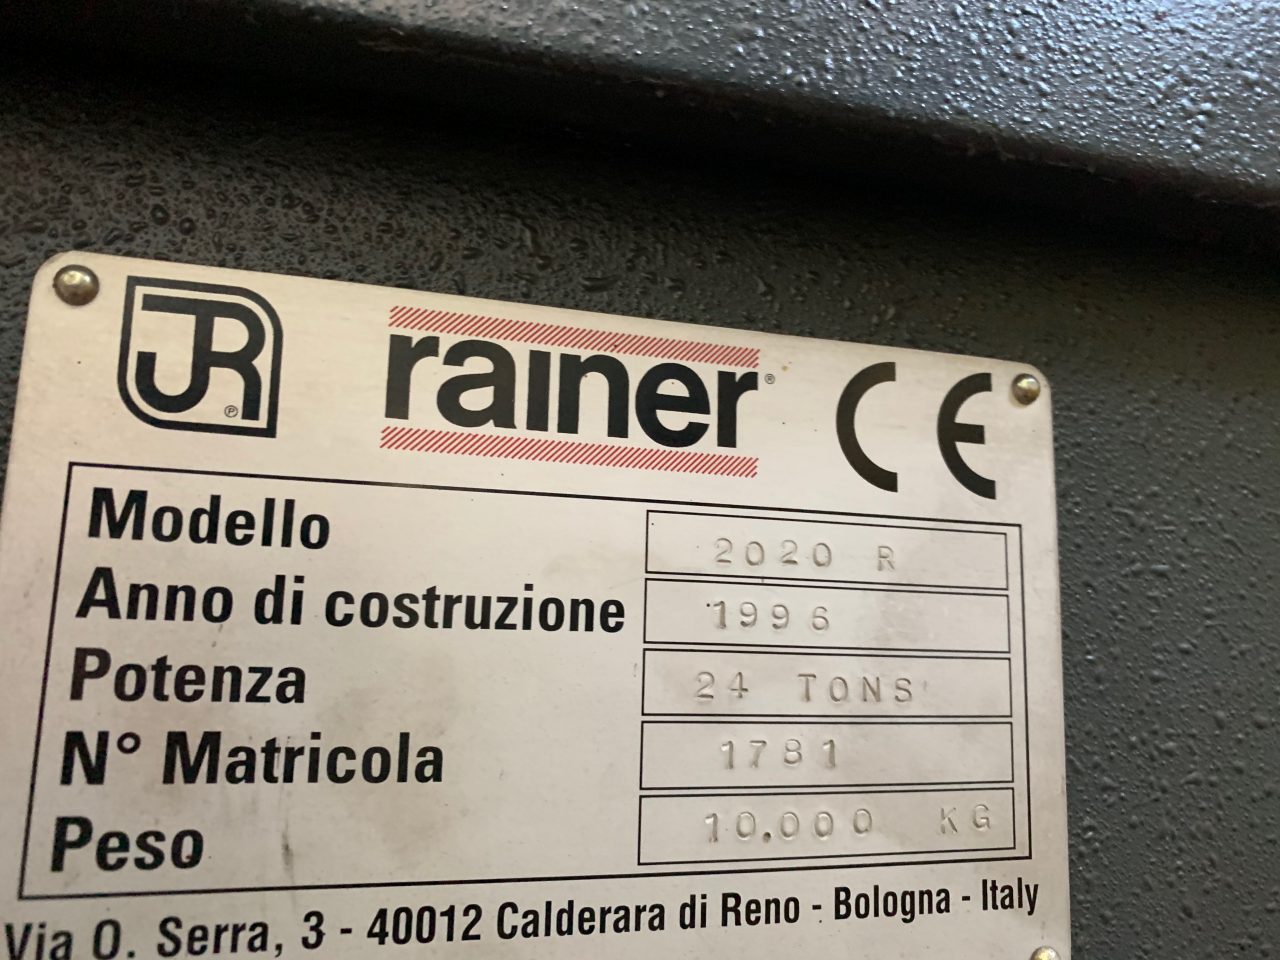 JR ℗ rainer® CE
Modello 2020 R
Anno di costruzione 1996
Potenza 24 TONS
N° Matricola 1781
Peso 10.000 KG
Via O. Serra, 3 - 40012 Calderara di Reno - Bologna - Italy